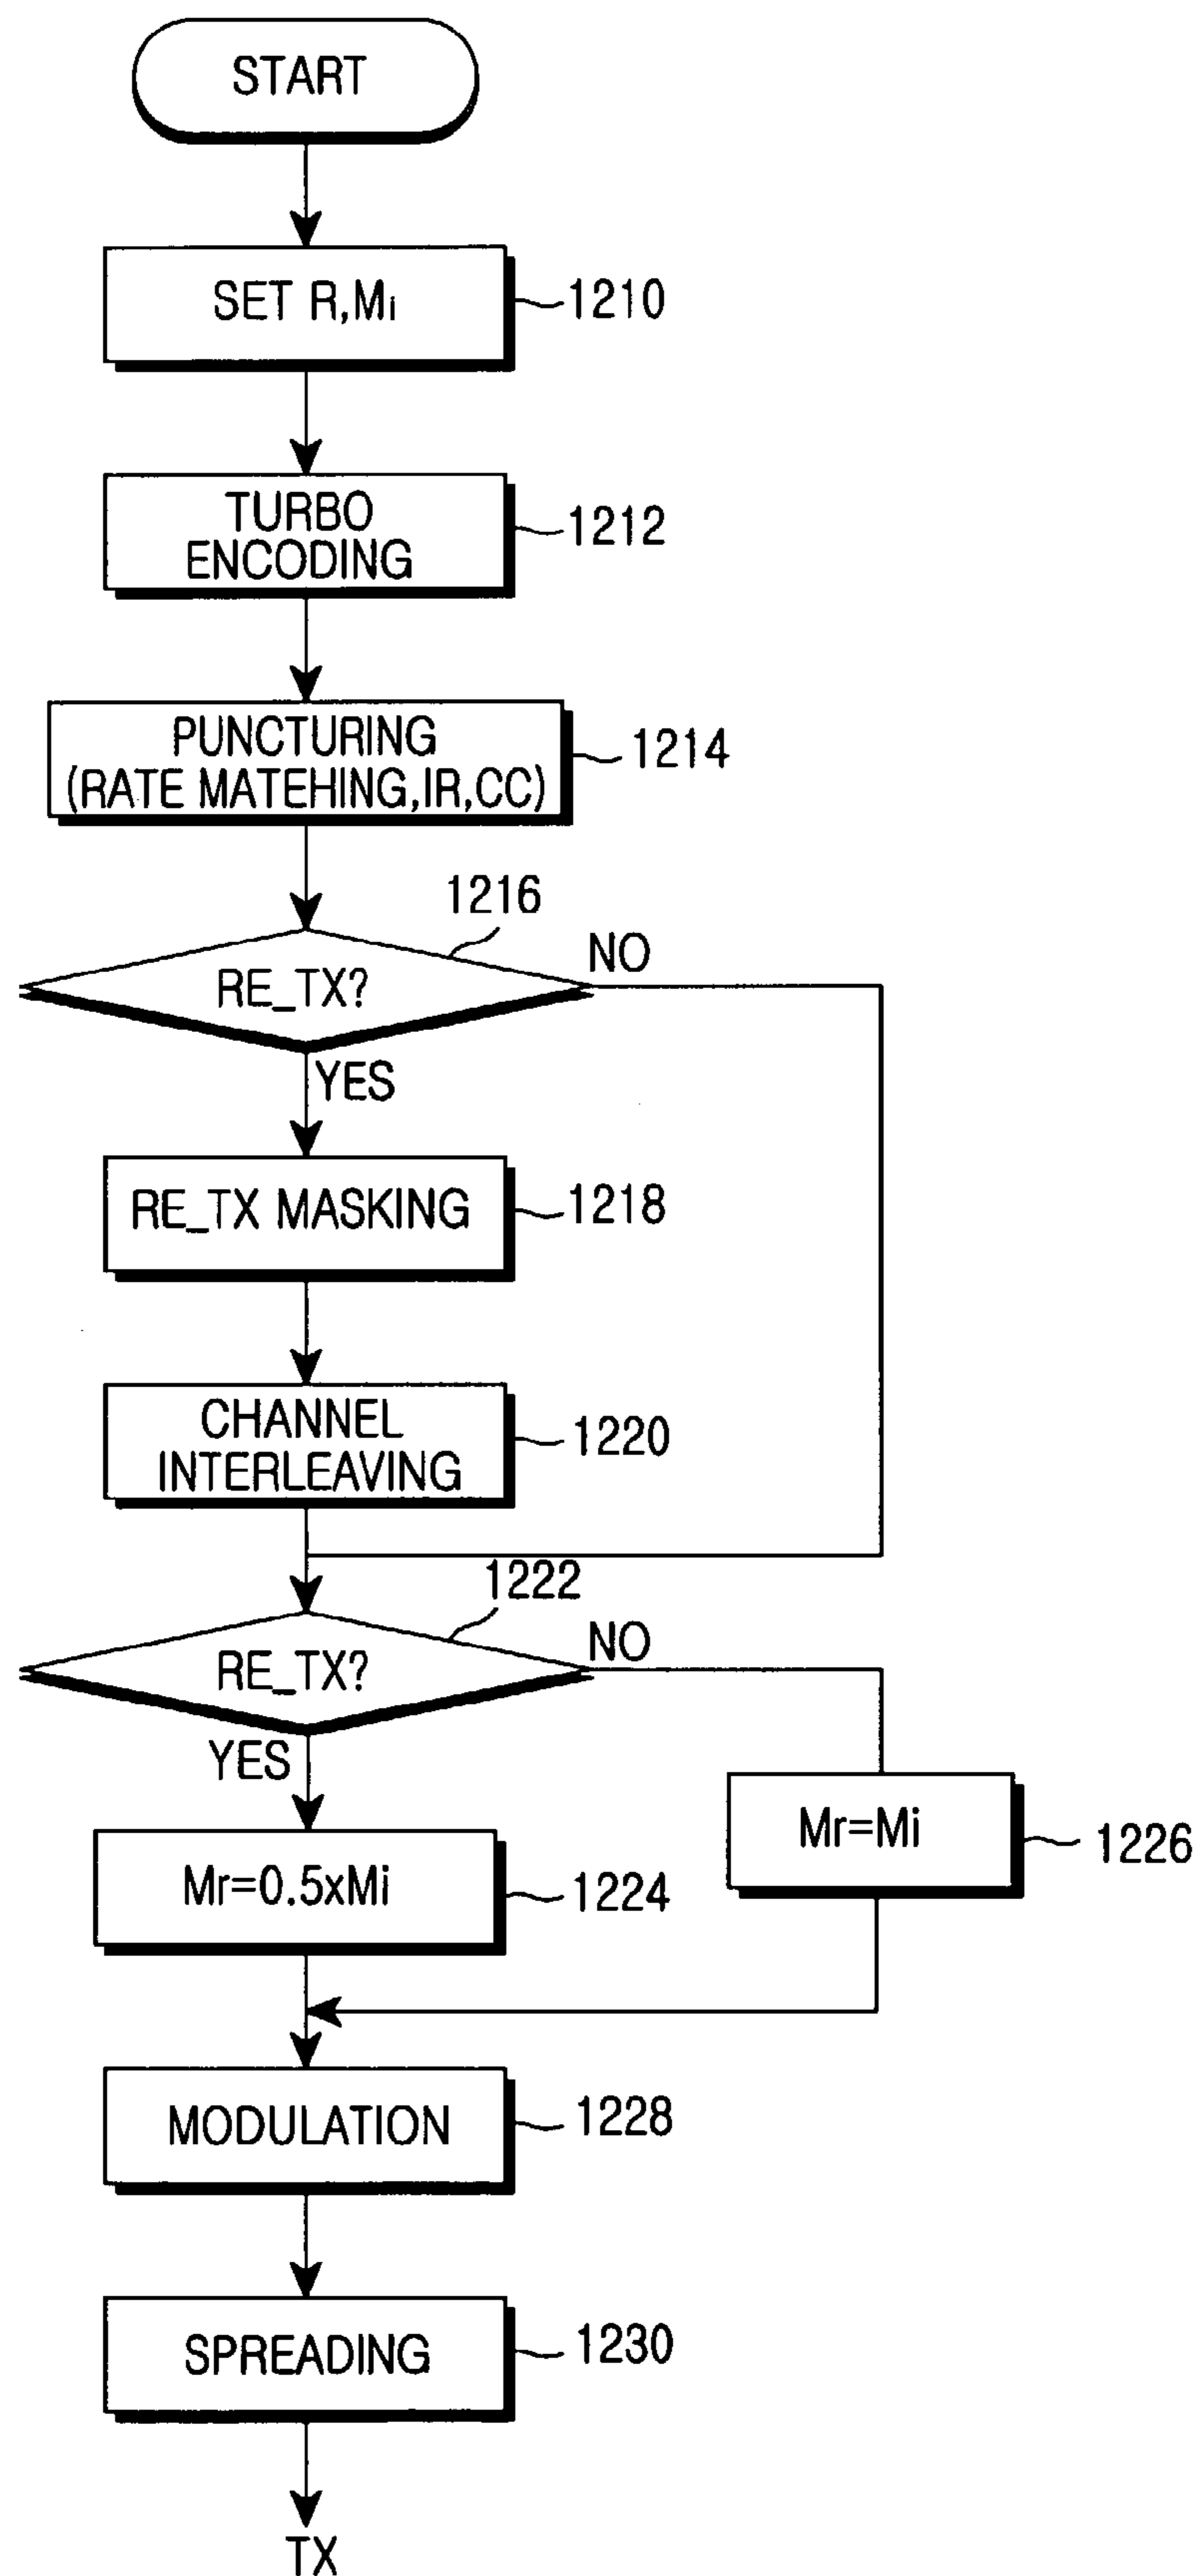 START
SET R,Mi
1210
TURBO
ENCODING
1212
PUNCTURING
(RATE MATEHING,IR,CC)
1214
1216
RE_TX?
NO
YES
RE_TX MASKING
1218
CHANNEL
INTERLEAVING
1220
1222
RE_TX?
NO
YES
Mr=Mi
1226
Mr=0.5xMi
1224
MODULATION
1228
SPREADING
1230
TX